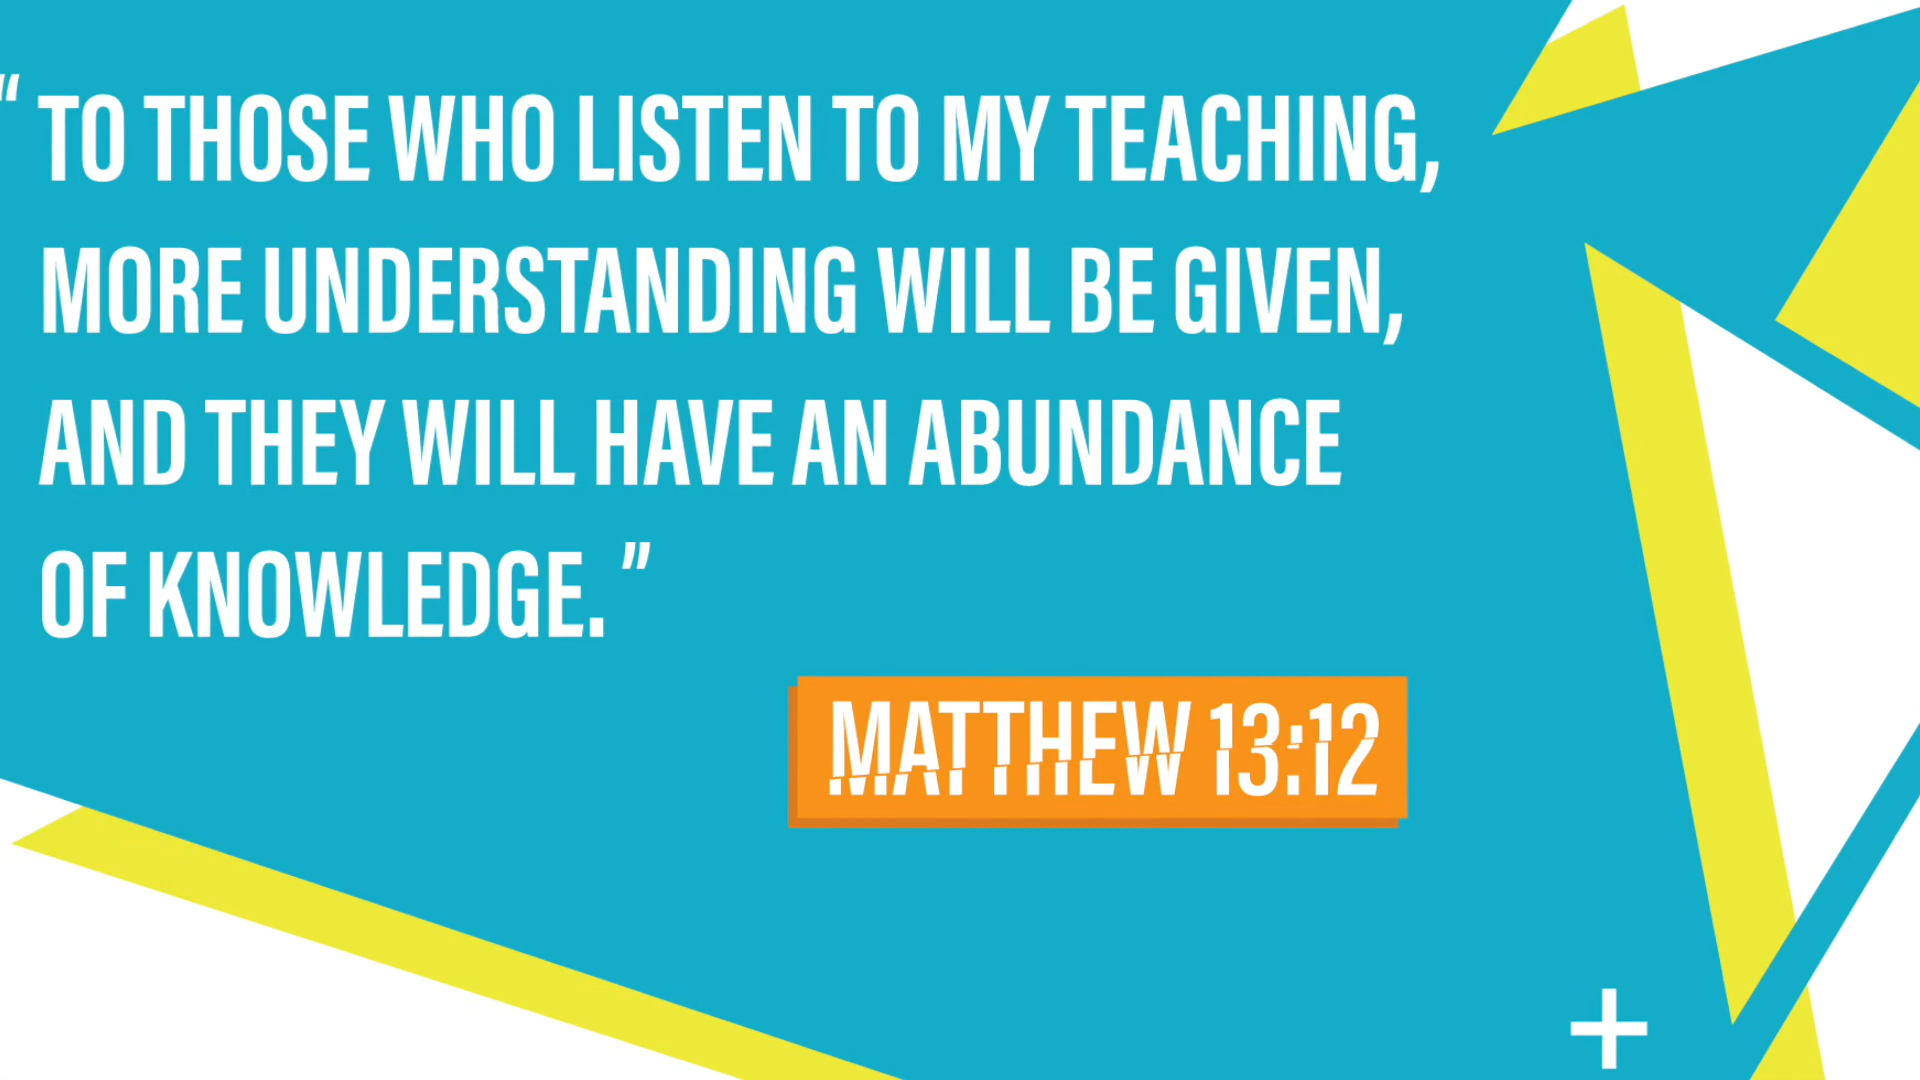 " TO THOSE WHO LISTEN TO MY TEACHING,
MORE UNDERSTANDING WILL BE GIVEN,
AND THEY WILL HAVE AN ABUNDANCE
OF KNOWLEDGE. "
MATTHEW 13:12